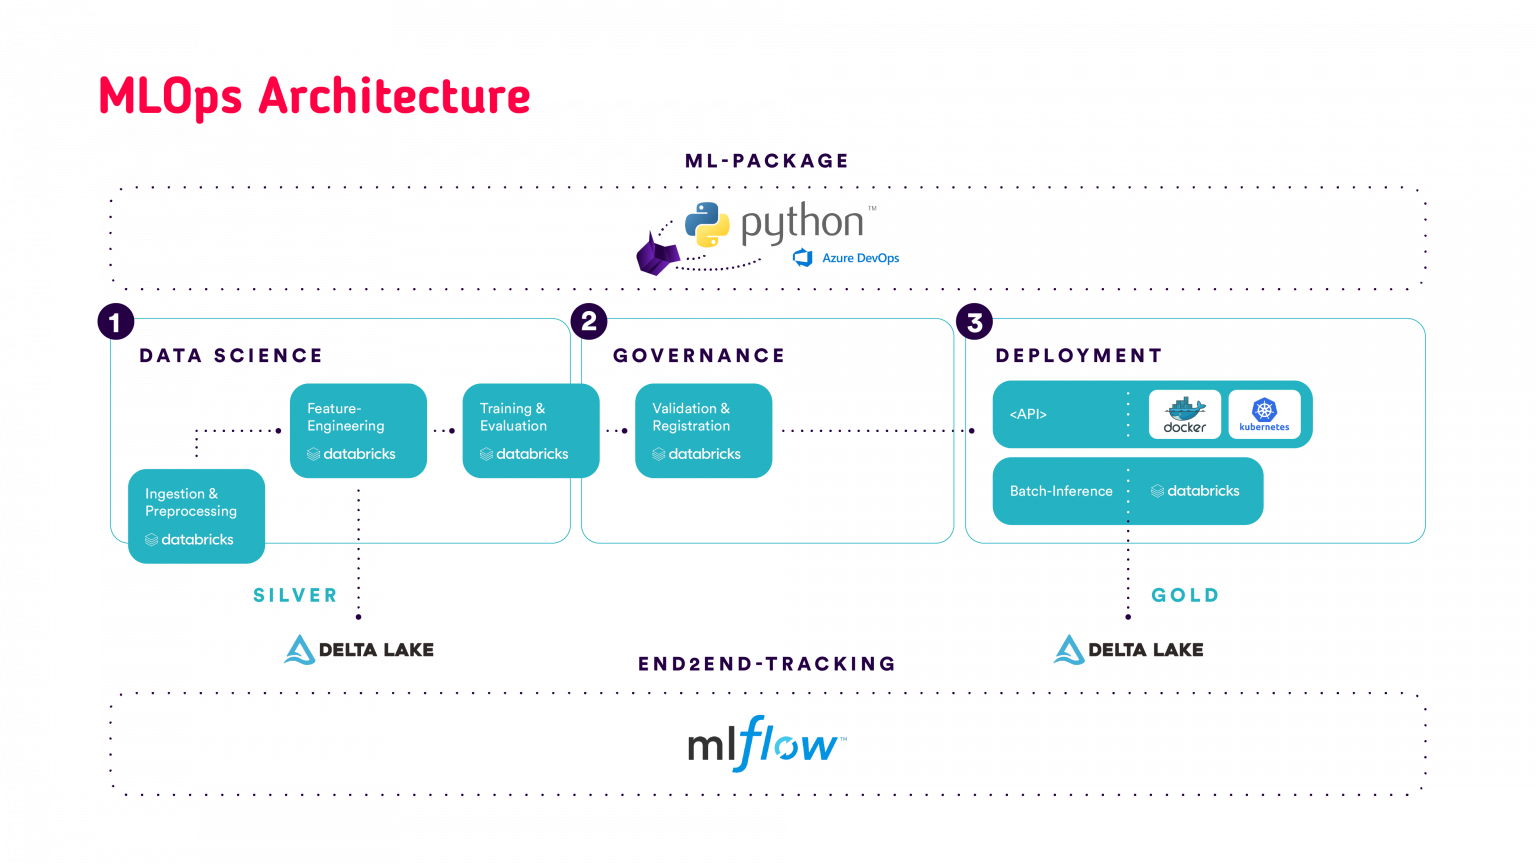 MLOps Architecture
ML-PACKAGE
python™
Azure DevOps
1
DATA SCIENCE
Ingestion &
Preprocessing
databricks
Feature-
Engineering
databricks
Training &
Evaluation
databricks
2
GOVERNANCE
Validation &
Registration
databricks
3
DEPLOYMENT
<API>
docker
kubernetes
Batch-Inference
databricks
SILVER
DELTA LAKE
GOLD
DELTA LAKE
END2END-TRACKING
mlflow™